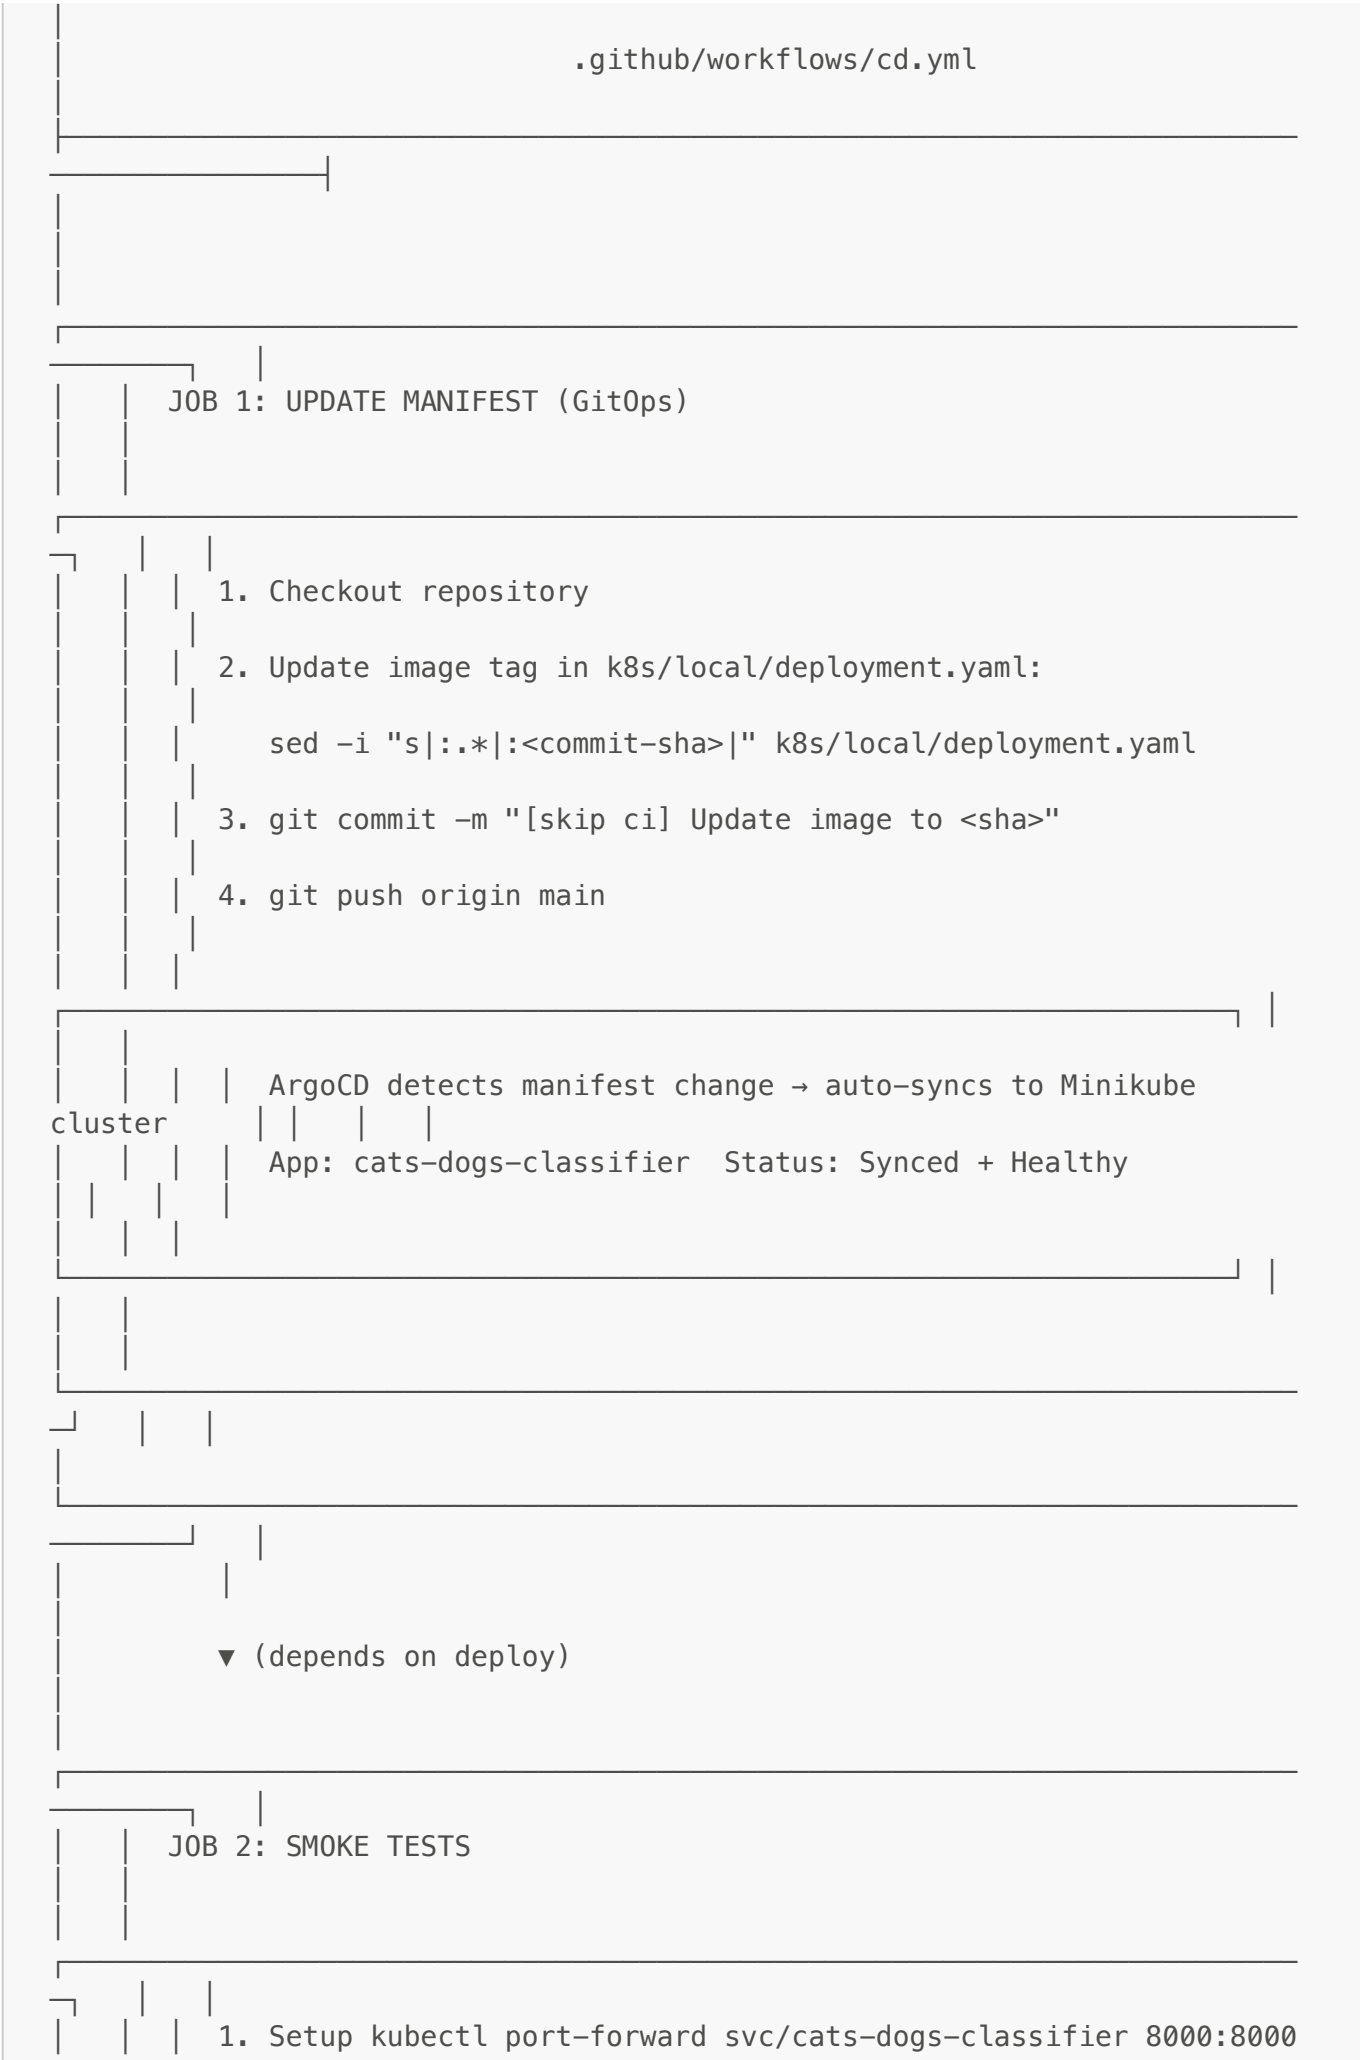 .github/workflows/cd.yml
JOB 1: UPDATE MANIFEST (GitOps)
1. Checkout repository
2. Update image tag in k8s/local/deployment.yaml:
sed -i "s|:.*|:<commit-sha>|" k8s/local/deployment.yaml
3. git commit -m "[skip ci] Update image to <sha>"
4. git push origin main
ArgoCD detects manifest change → auto-syncs to Minikube
cluster
App: cats-dogs-classifier  Status: Synced + Healthy
▼ (depends on deploy)
JOB 2: SMOKE TESTS
1. Setup kubectl port-forward svc/cats-dogs-classifier 8000:8000